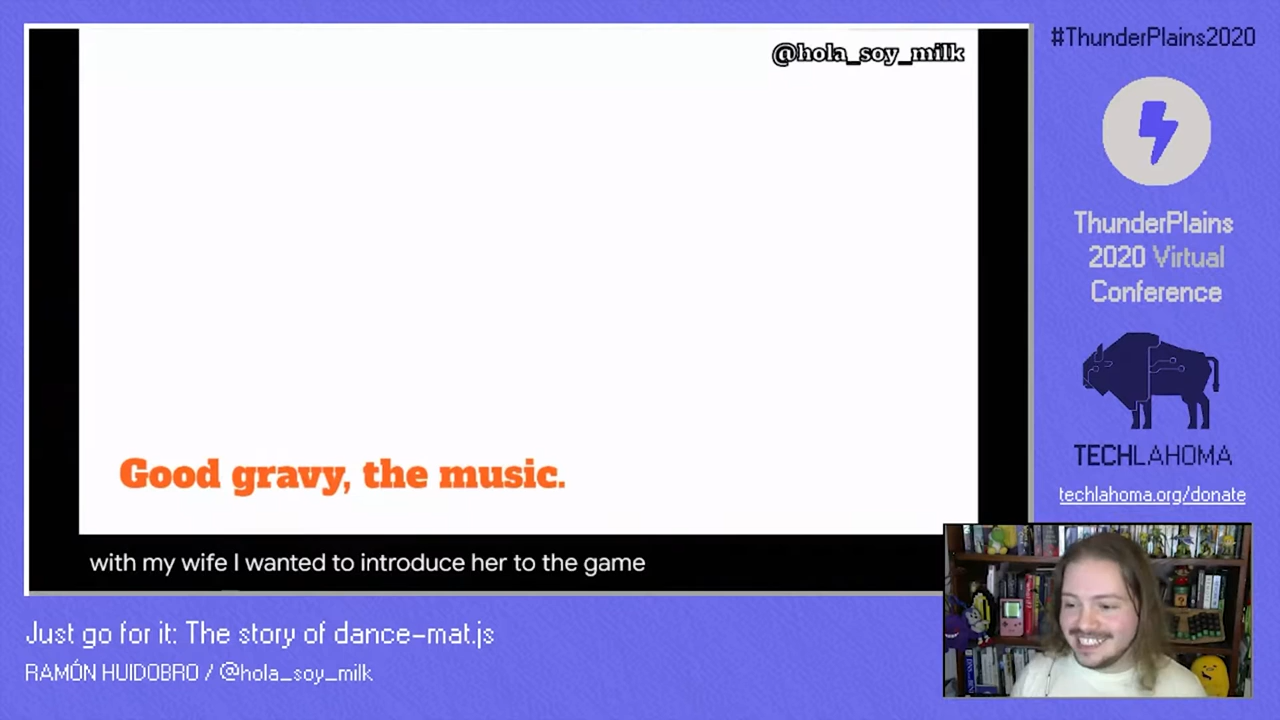 @hola_soy_milk
Good gravy, the music.
with my wife I wanted to introduce her to the game
#ThunderPlains2020
ThunderPlains
2020 Virtual
Conference
TECHLAHOMA
techlahoma.org/donate
Just go for it: The story of dance-mat.js
RAMÓN HUIDOBRO / @hola_soy_milk